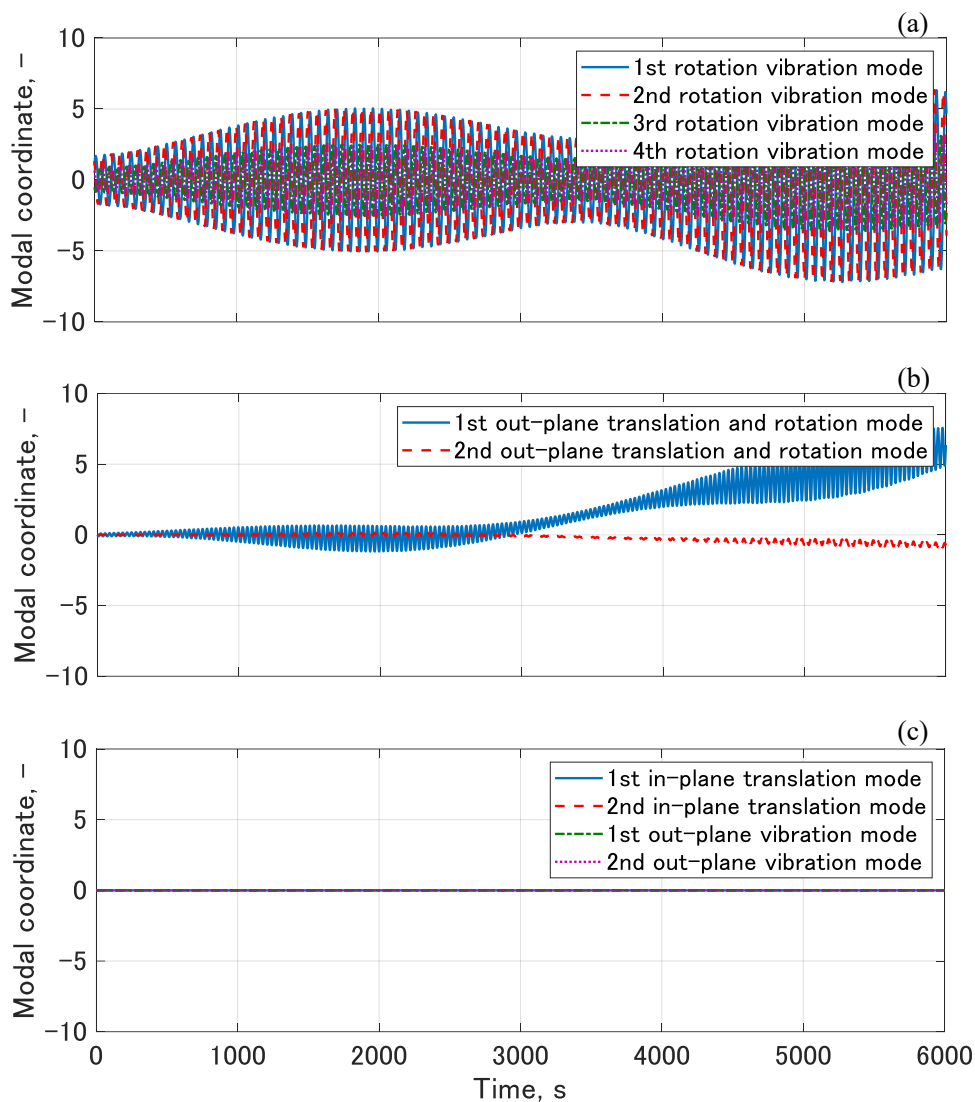 (a)
10
5
0
−5
−10
Modal coordinate, −
1st rotation vibration mode
2nd rotation vibration mode
3rd rotation vibration mode
4th rotation vibration mode
(b)
10
5
0
−5
−10
Modal coordinate, −
1st out−plane translation and rotation mode
2nd out−plane translation and rotation mode
(c)
10
5
0
−5
−10
Modal coordinate, −
1st in−plane translation mode
2nd in−plane translation mode
1st out−plane vibration mode
2nd out−plane vibration mode
0 1000 2000 3000 4000 5000 6000
Time, s